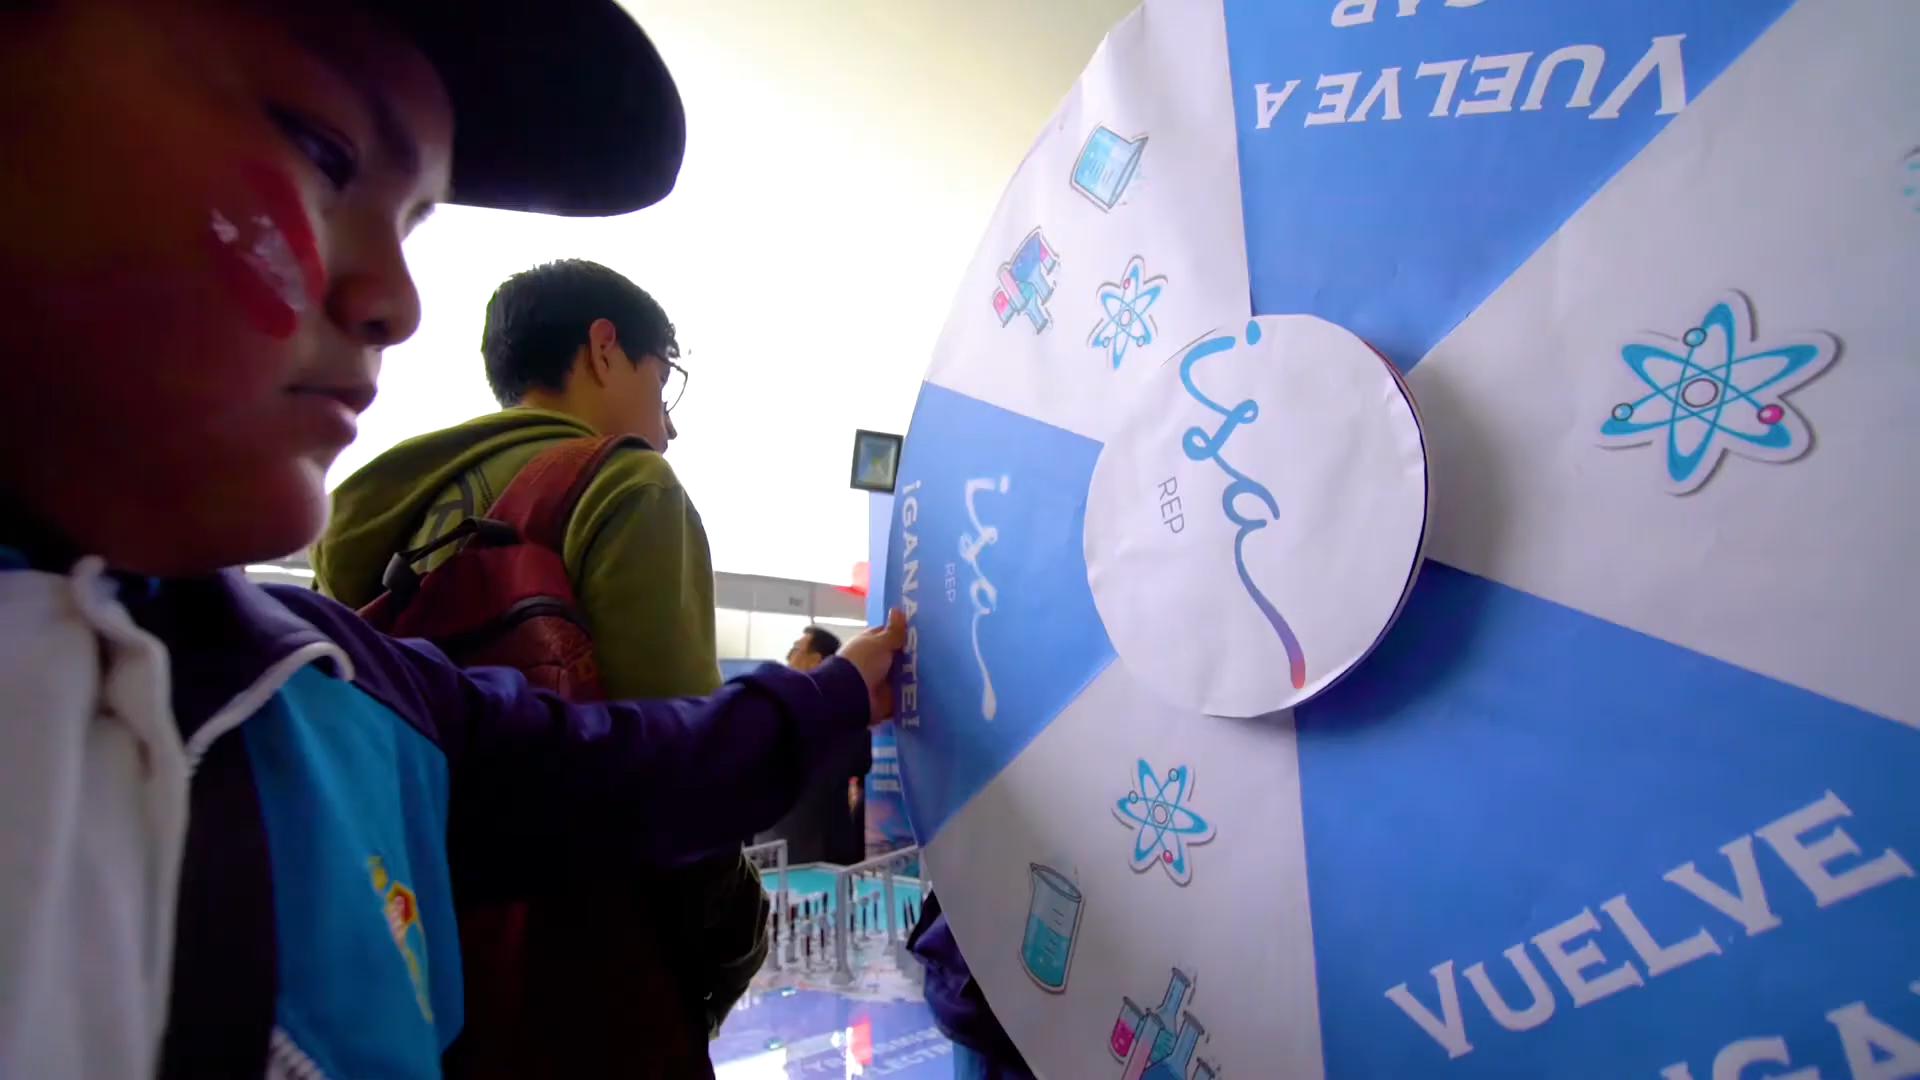 VUELVE A
isa
REP
isa
REP
¡GANASTE!
VUELVE